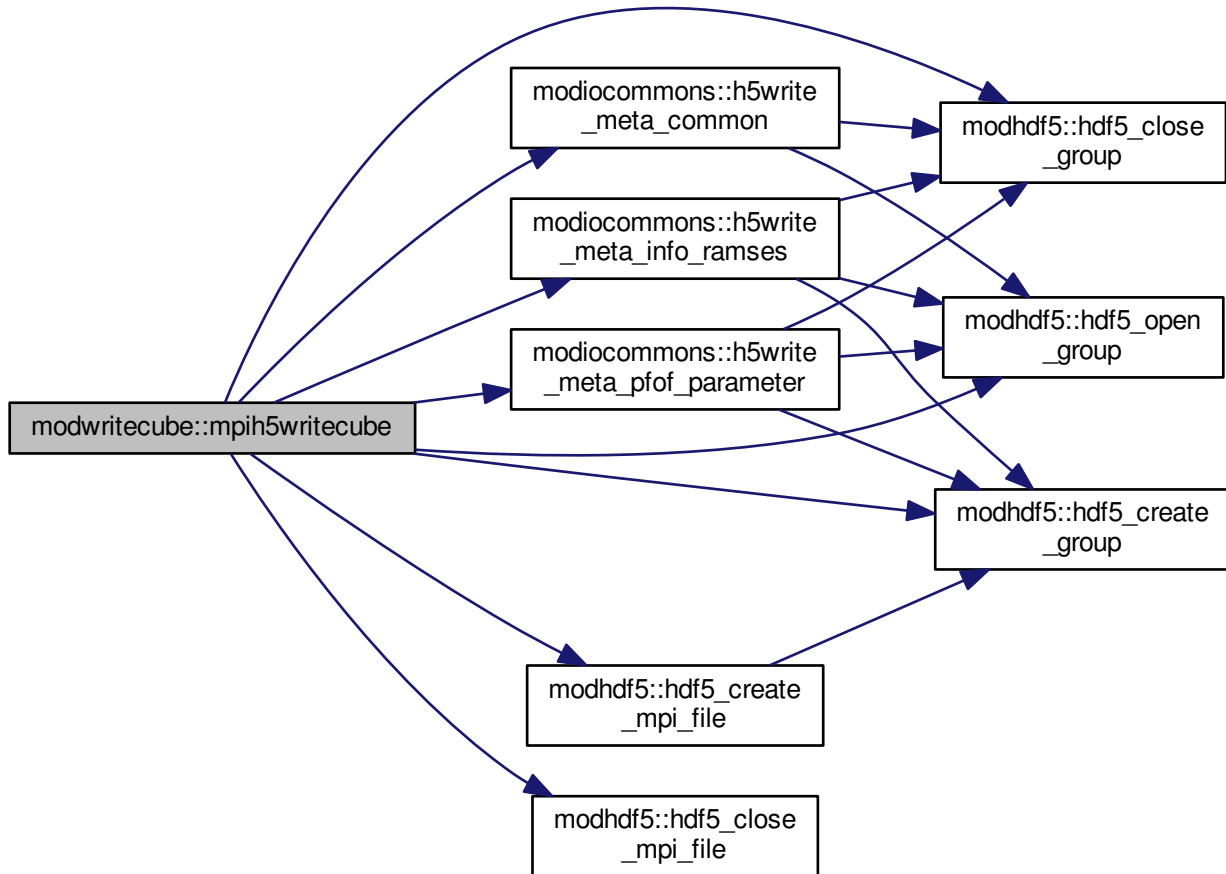 modiocommons::h5write
_meta_common
modhdf5::hdf5_close
_group
modiocommons::h5write
_meta_info_ramses
modhdf5::hdf5_open
_group
modiocommons::h5write
_meta_pfof_parameter
modwritecube::mpih5writecube
modhdf5::hdf5_create
_group
modhdf5::hdf5_create
_mpi_file
modhdf5::hdf5_close
_mpi_file